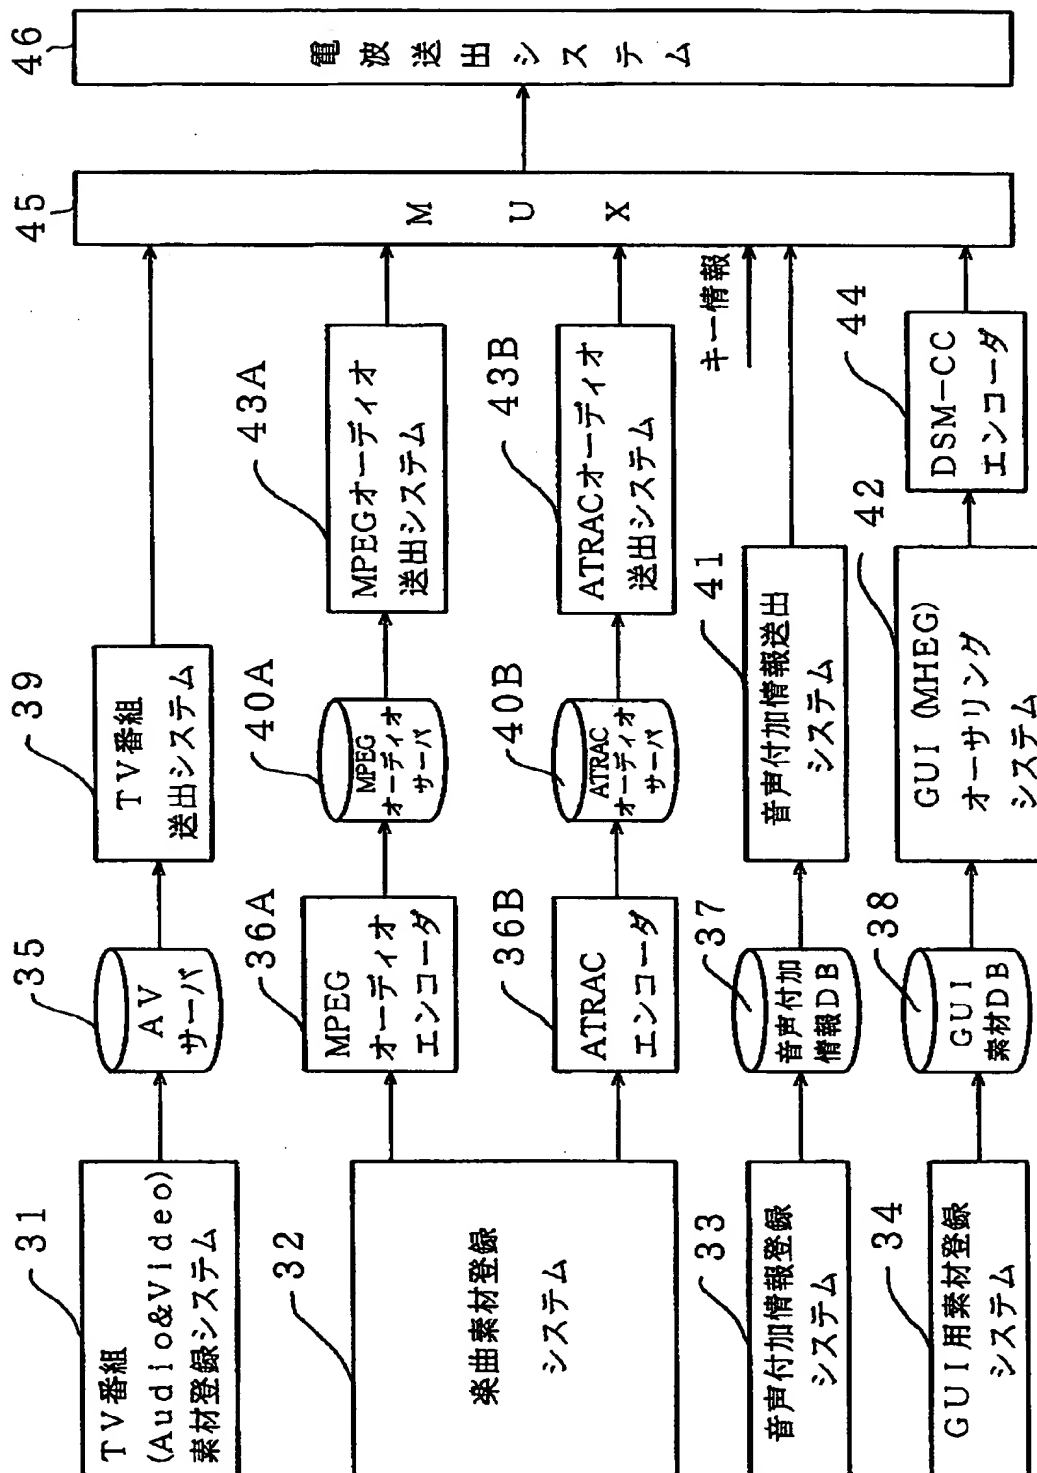 31
TV番組
(Audio&Video)
素材登録システム
35
AV
サーバ
39
TV番組
送出システム
32
楽曲素材登録
システム
36A
MPEG
オーディオ
エンコーダ
40A
MPEG
オーディオ
サーバ
43A
MPEGオーディオ
送出システム
36B
ATRAC
エンコーダ
40B
ATRAC
オーディオ
サーバ
43B
ATRACオーディオ
送出システム
キー情報
33
音声付加情報登録
システム
37
音声付加
情報DB
41
音声付加情報送出
システム
34
GUI用素材登録
システム
38
GUI
素材DB
42
GUI(MHEG)
オーサリング
システム
44
DSM-CC
エンコーダ
45
MUX
46
電波送出システム